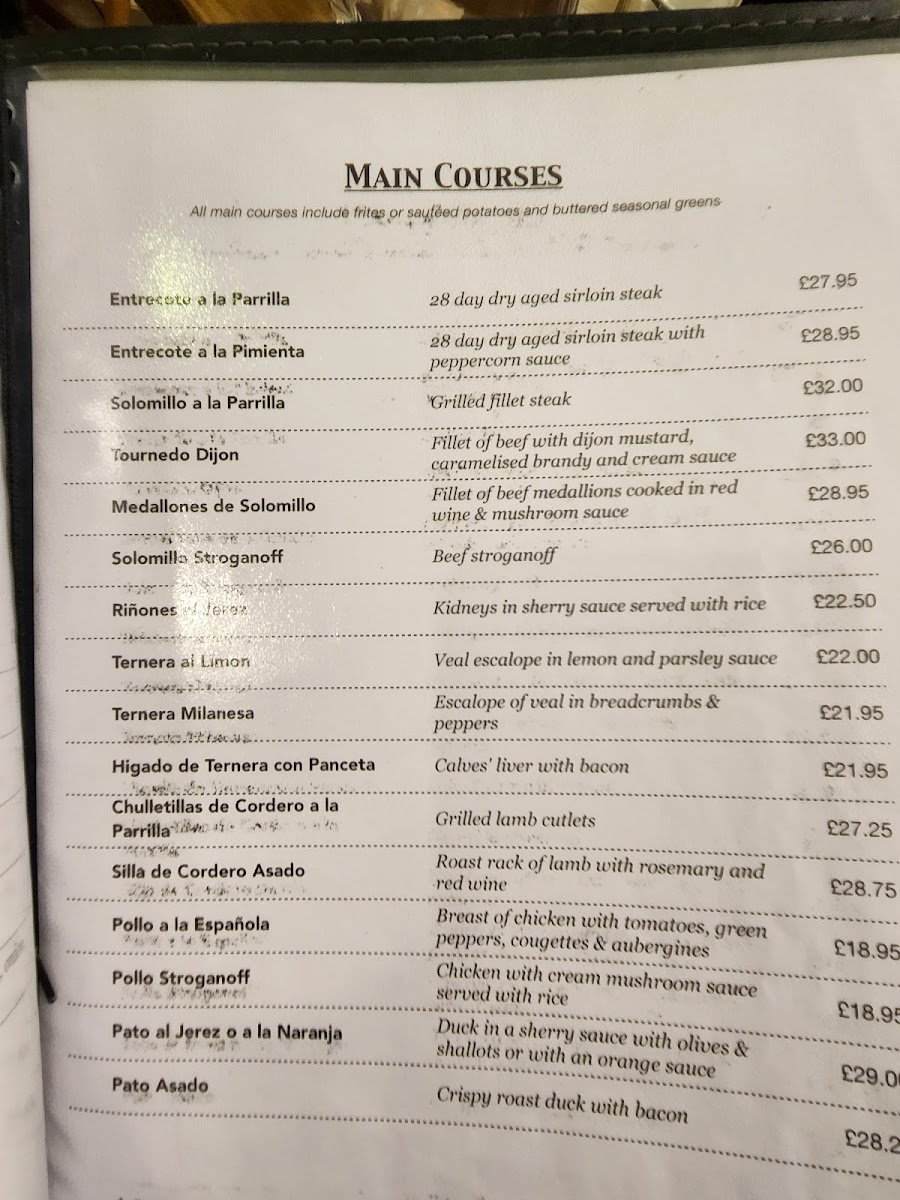 MAIN COURSES
All main courses include frites or sautéed potatoes and buttered seasonal greens
Entrecote a la Parrilla 28 day dry aged sirloin steak £27.95
Entrecote a la Pimienta 28 day dry aged sirloin steak with peppercorn sauce £28.95
Solomillo a la Parrilla Grilled fillet steak £32.00
Tournedo Dijon Fillet of beef with dijon mustard, caramelised brandy and cream sauce £33.00
Medallones de Solomillo Fillet of beef medallions cooked in red wine & mushroom sauce £28.95
Solomillo Stroganoff Beef stroganoff £26.00
Riñones al Jerez Kidneys in sherry sauce served with rice £22.50
Ternera al Limon Veal escalope in lemon and parsley sauce £22.00
Ternera Milanesa Escalope of veal in breadcrumbs & peppers £21.95
Higado de Ternera con Panceta Calves' liver with bacon £21.95
Chulletillas de Cordero a la Parrilla Grilled lamb cutlets £27.25
Silla de Cordero Asado Roast rack of lamb with rosemary and red wine £28.75
Pollo a la Española Breast of chicken with tomatoes, green peppers, cougettes & aubergines £18.95
Pollo Stroganoff Chicken with cream mushroom sauce served with rice £18.95
Pato al Jerez o a la Naranja Duck in a sherry sauce with olives & shallots or with an orange sauce £29.0
Pato Asado Crispy roast duck with bacon £28.2